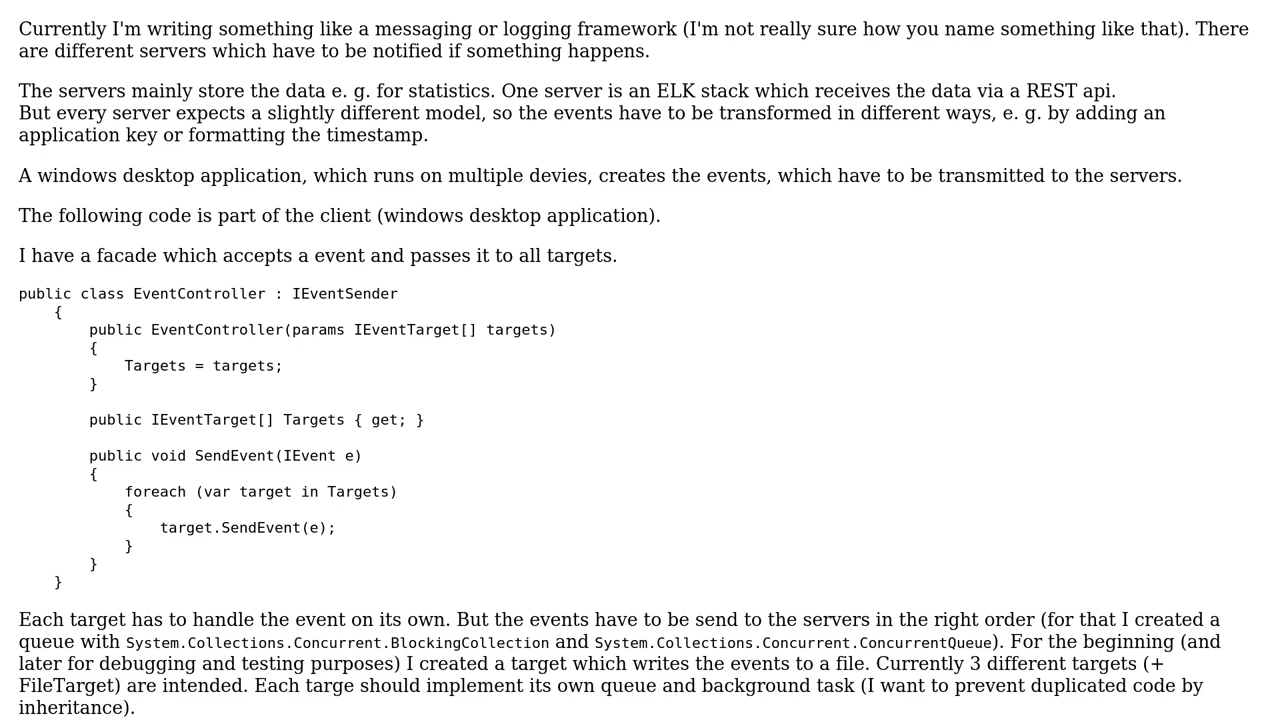 Currently I'm writing something like a messaging or logging framework (I'm not really sure how you name something like that). There
are different servers which have to be notified if something happens.
The servers mainly store the data e. g. for statistics. One server is an ELK stack which receives the data via a REST api.
But every server expects a slightly different model, so the events have to be transformed in different ways, e. g. by adding an
application key or formatting the timestamp.
A windows desktop application, which runs on multiple devies, creates the events, which have to be transmitted to the servers.
The following code is part of the client (windows desktop application).
I have a facade which accepts a event and passes it to all targets.
public class EventController : IEventSender
    {
        public EventController(params IEventTarget[] targets)
        {
            Targets = targets;
        }
        public IEventTarget[] Targets { get; }
        public void SendEvent(IEvent e)
        {
            foreach (var target in Targets)
            {
                target.SendEvent(e);
            }
        }
    }
Each target has to handle the event on its own. But the events have to be send to the servers in the right order (for that I created a
queue with System.Collections.Concurrent.BlockingCollection and System.Collections.Concurrent.ConcurrentQueue). For the beginning (and
later for debugging and testing purposes) I created a target which writes the events to a file. Currently 3 different targets (+
FileTarget) are intended. Each targe should implement its own queue and background task (I want to prevent duplicated code by
inheritance).